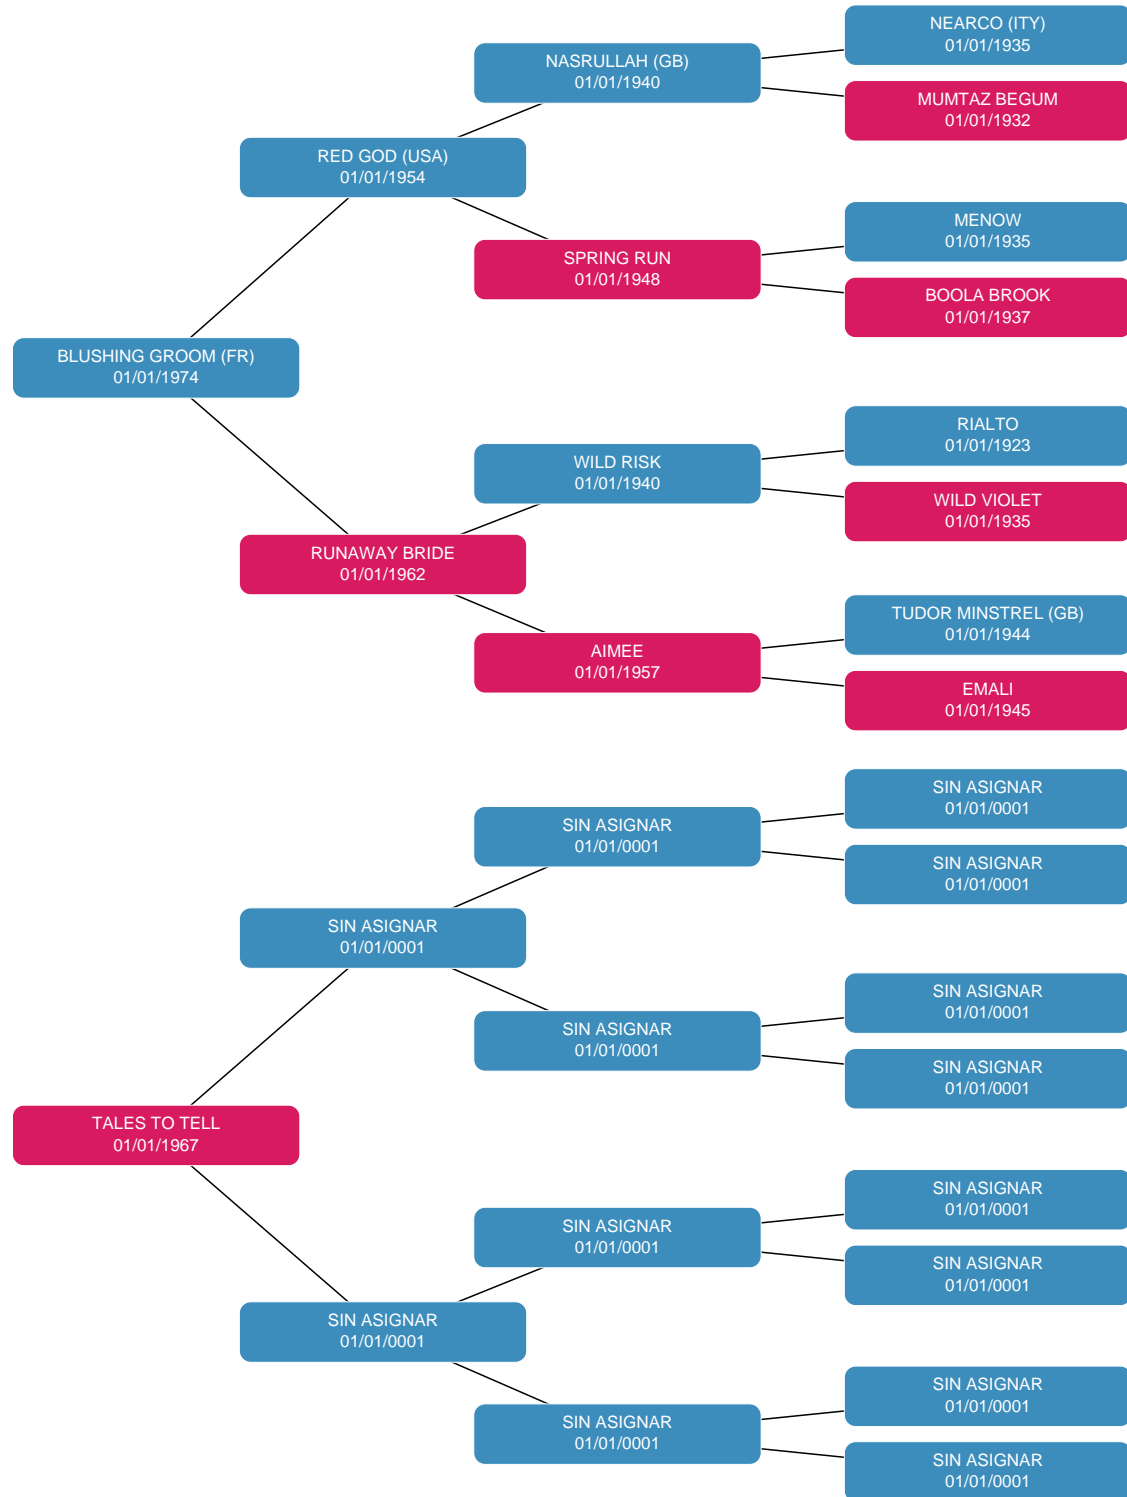 NEARCO (ITY)
01/01/1935
NASRULLAH (GB)
01/01/1940
MUMTAZ BEGUM
01/01/1932
RED GOD (USA)
01/01/1954
MENOW
01/01/1935
SPRING RUN
01/01/1948
BOOLA BROOK
01/01/1937
BLUSHING GROOM (FR)
01/01/1974
RIALTO
01/01/1923
WILD RISK
01/01/1940
WILD VIOLET
01/01/1935
RUNAWAY BRIDE
01/01/1962
TUDOR MINSTREL (GB)
01/01/1944
AIMEE
01/01/1957
EMALI
01/01/1945
SIN ASIGNAR
01/01/0001
SIN ASIGNAR
01/01/0001
SIN ASIGNAR
01/01/0001
SIN ASIGNAR
01/01/0001
SIN ASIGNAR
01/01/0001
SIN ASIGNAR
01/01/0001
SIN ASIGNAR
01/01/0001
TALES TO TELL
01/01/1967
SIN ASIGNAR
01/01/0001
SIN ASIGNAR
01/01/0001
SIN ASIGNAR
01/01/0001
SIN ASIGNAR
01/01/0001
SIN ASIGNAR
01/01/0001
SIN ASIGNAR
01/01/0001
SIN ASIGNAR
01/01/0001